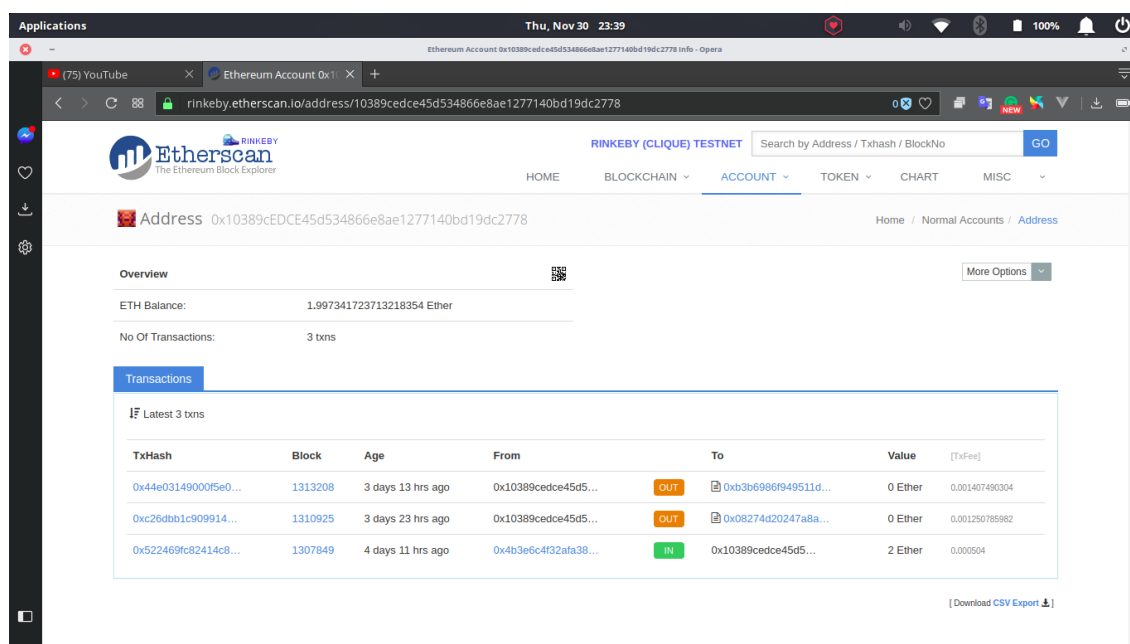 Applications Thu, Nov 30 23:39 100%
Ethereum Account 0x10389cedce45d534866e8ae1277140bd19dc2778 Info - Opera
(75) YouTube Ethereum Account 0x1
rinkeby.etherscan.io/address/10389cedce45d534866e8ae1277140bd19dc2778 0 NEW
RINKEBY
Etherscan
The Ethereum Block Explorer
RINKEBY (CLIQUE) TESTNET Search by Address / Txhash / BlockNo GO
HOME BLOCKCHAIN ACCOUNT TOKEN CHART MISC
Address 0x10389cEDCE45d534866e8ae1277140bd19dc2778 Home / Normal Accounts / Address
Overview More Options
ETH Balance: 1.997341723713218354 Ether
No Of Transactions: 3 txns
Transactions
Latest 3 txns
TxHash Block Age From To Value [TxFee]
0x44e03149000f5e0... 1313208 3 days 13 hrs ago 0x10389cedce45d5... OUT 0xb3b6986f949511d... 0 Ether 0.001407490304
0xc26dbb1c909914... 1310925 3 days 23 hrs ago 0x10389cedce45d5... OUT 0x08274d20247a8a... 0 Ether 0.001250785982
0x522469fc82414c8... 1307849 4 days 11 hrs ago 0x4b3e6c4f32afa38... IN 0x10389cedce45d5... 2 Ether 0.000504
[ Download CSV Export ]